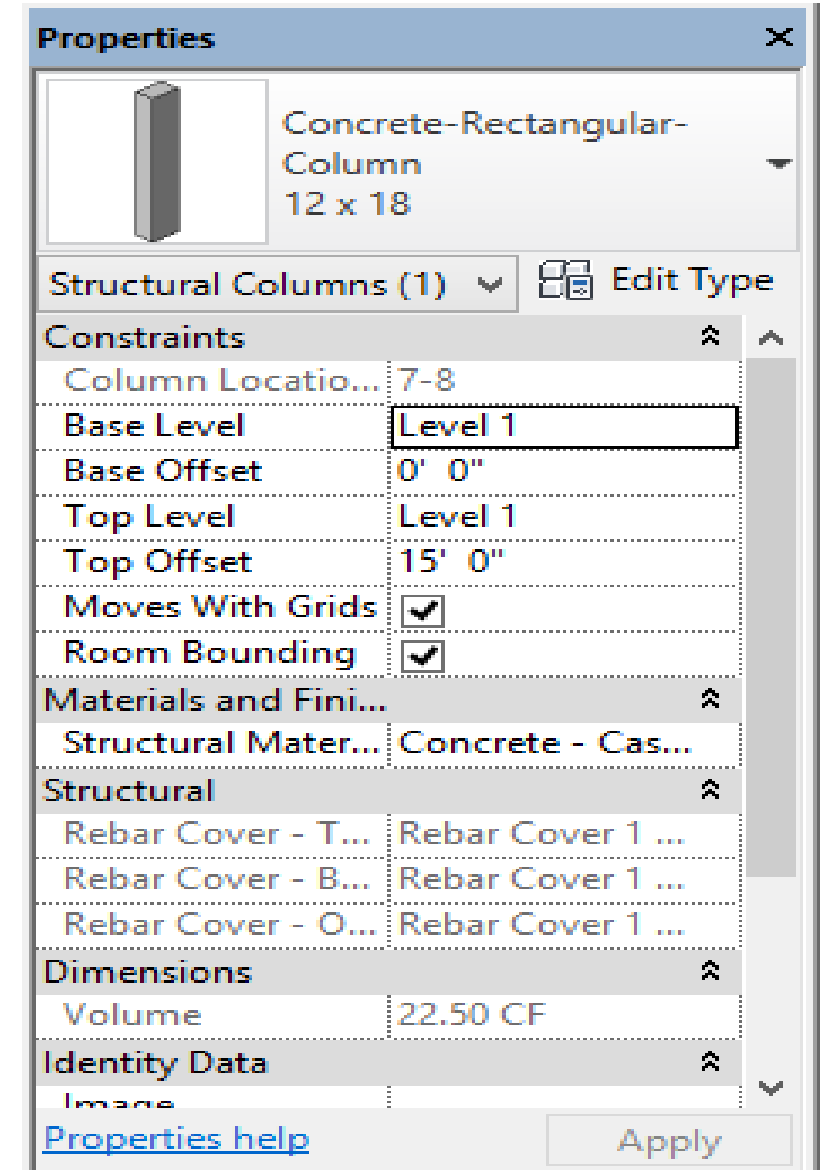 Properties
Concrete-Rectangular-
Column
12 x 18
Structural Columns (1) Edit Type
Constraints
Column Locatio... 7-8
Base Level Level 1
Base Offset 0' 0"
Top Level Level 1
Top Offset 15' 0"
Moves With Grids
Room Bounding
Materials and Fini...
Structural Mater... Concrete - Cas...
Structural
Rebar Cover - T... Rebar Cover 1 ...
Rebar Cover - B... Rebar Cover 1 ...
Rebar Cover - O... Rebar Cover 1 ...
Dimensions
Volume 22.50 CF
Identity Data
Image
Properties help Apply